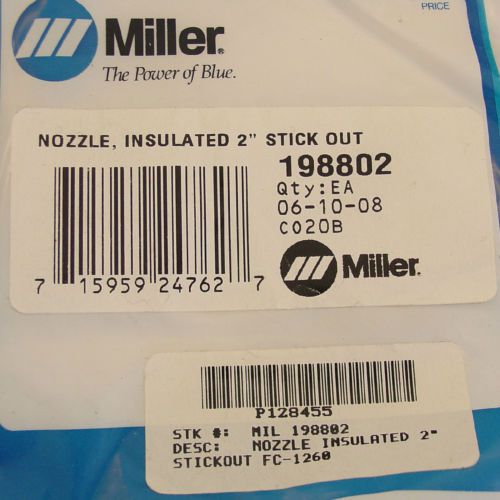 PRICE
Miller®
The Power of Blue.
NOZZLE, INSULATED 2" STICK OUT
198802
Qty:EA
06-10-08
C020B
Miller®
7 15959 24762 7
P128455
STK #: MIL 198802
DESC: NOZZLE INSULATED 2"
STICKOUT FC-1260